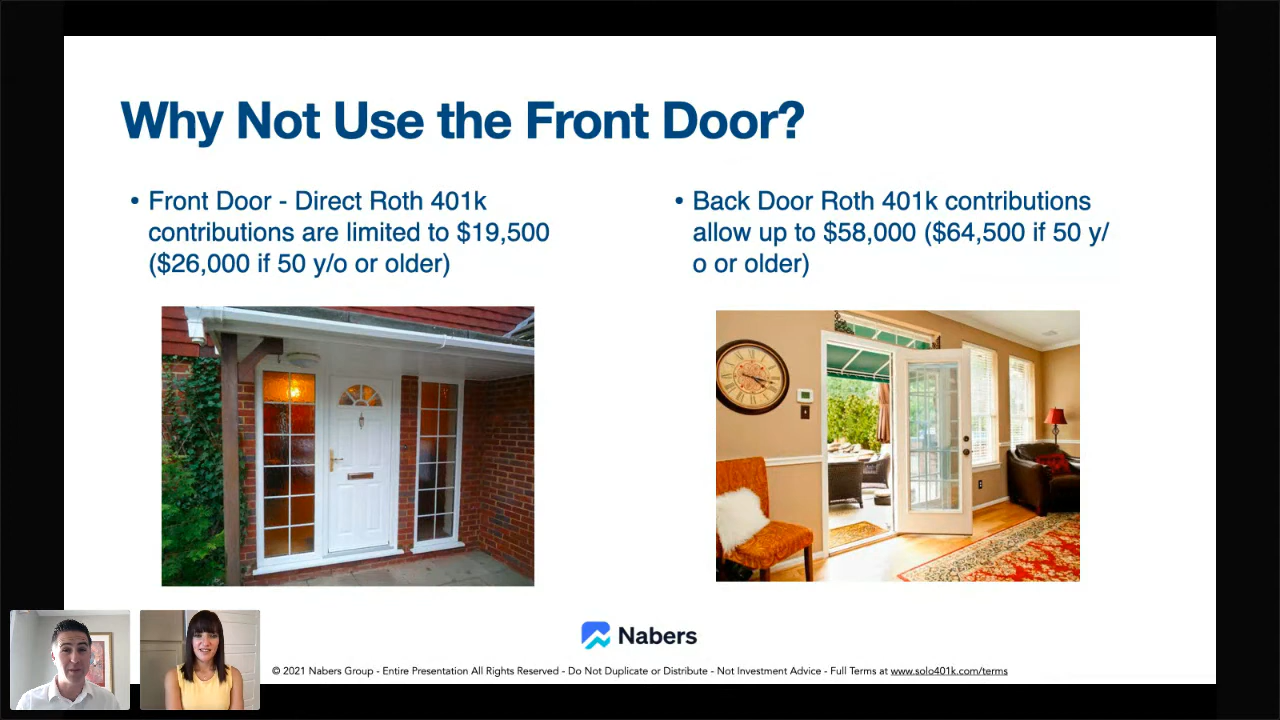 Why Not Use the Front Door?
• Front Door - Direct Roth 401k
contributions are limited to $19,500
($26,000 if 50 y/o or older)
• Back Door Roth 401k contributions
allow up to $58,000 ($64,500 if 50 y/
o or older)
Nabers
© 2021 Nabers Group - Entire Presentation All Rights Reserved - Do Not Duplicate or Distribute - Not Investment Advice - Full Terms at www.solo401k.com/terms